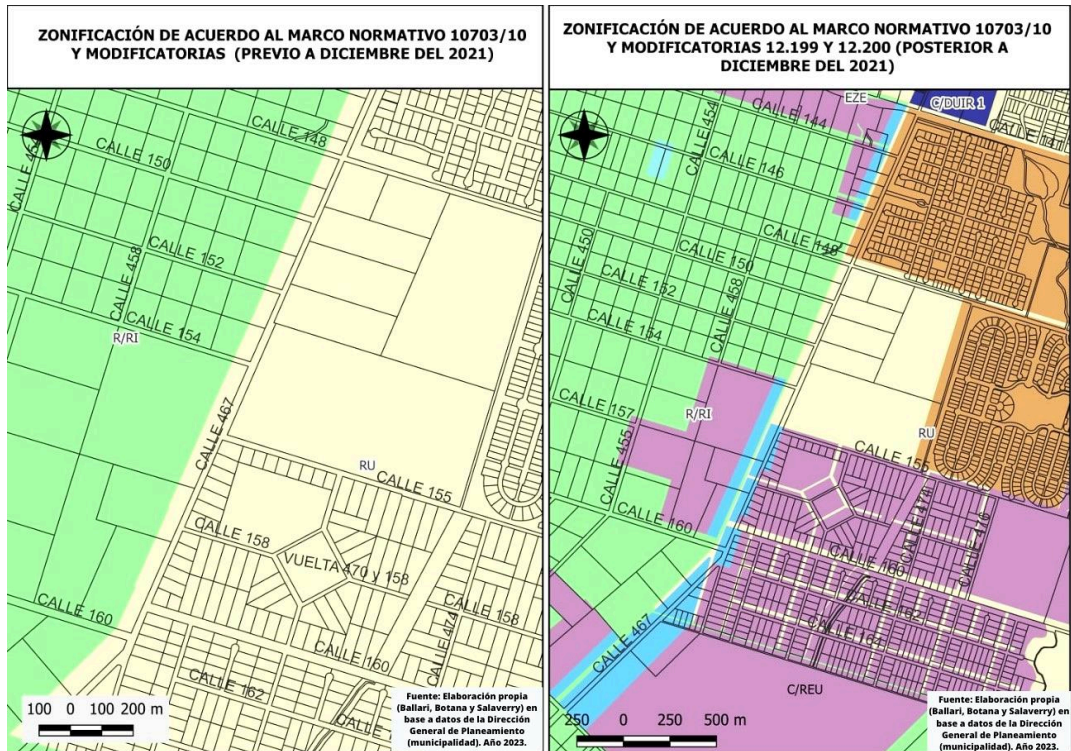 ZONIFICACIÓN DE ACUERDO AL MARCO NORMATIVO 10703/10
Y MODIFICATORIAS (PREVIO A DICIEMBRE DEL 2021)
CALLE 148
CALLE 150
CALLE 152
CALLE 458
CALLE 154
R/RI
CALLE 467
RU
CALLE 155
CALLE 158
VUELTA 470 y 158
CALLE 158
CALLE 160
CALLE 474
CALLE 160
CALLE 162
100 0 100 200 m
Fuente: Elaboración propia
(Ballari, Botana y Salaverry) en
base a datos de la Dirección
General de Planeamiento
(municipalidad). Año 2023.
ZONIFICACIÓN DE ACUERDO AL MARCO NORMATIVO 10703/10
Y MODIFICATORIAS 12.199 Y 12.200 (POSTERIOR A
DICIEMBRE DEL 2021)
EZE
C/DUIR 1
CALLE 454
CALLE 144
CALLE 141
CALLE 146
CALLE 148
CALLE 450
CALLE 150
CALLE 152
CALLE 458
CALLE 154
CALLE 157
R/RI
RU
CALLE 455
CALLE 156
CALLE 474
CALLE 476
CALLE 160
CALLE 160
CALLE 162
CALLE 164
CALLE 467
C/REU
250 0 250 500 m
Fuente: Elaboración propia
(Ballari, Botana y Salaverry) en
base a datos de la Dirección
General de Planeamiento
(municipalidad). Año 2023.